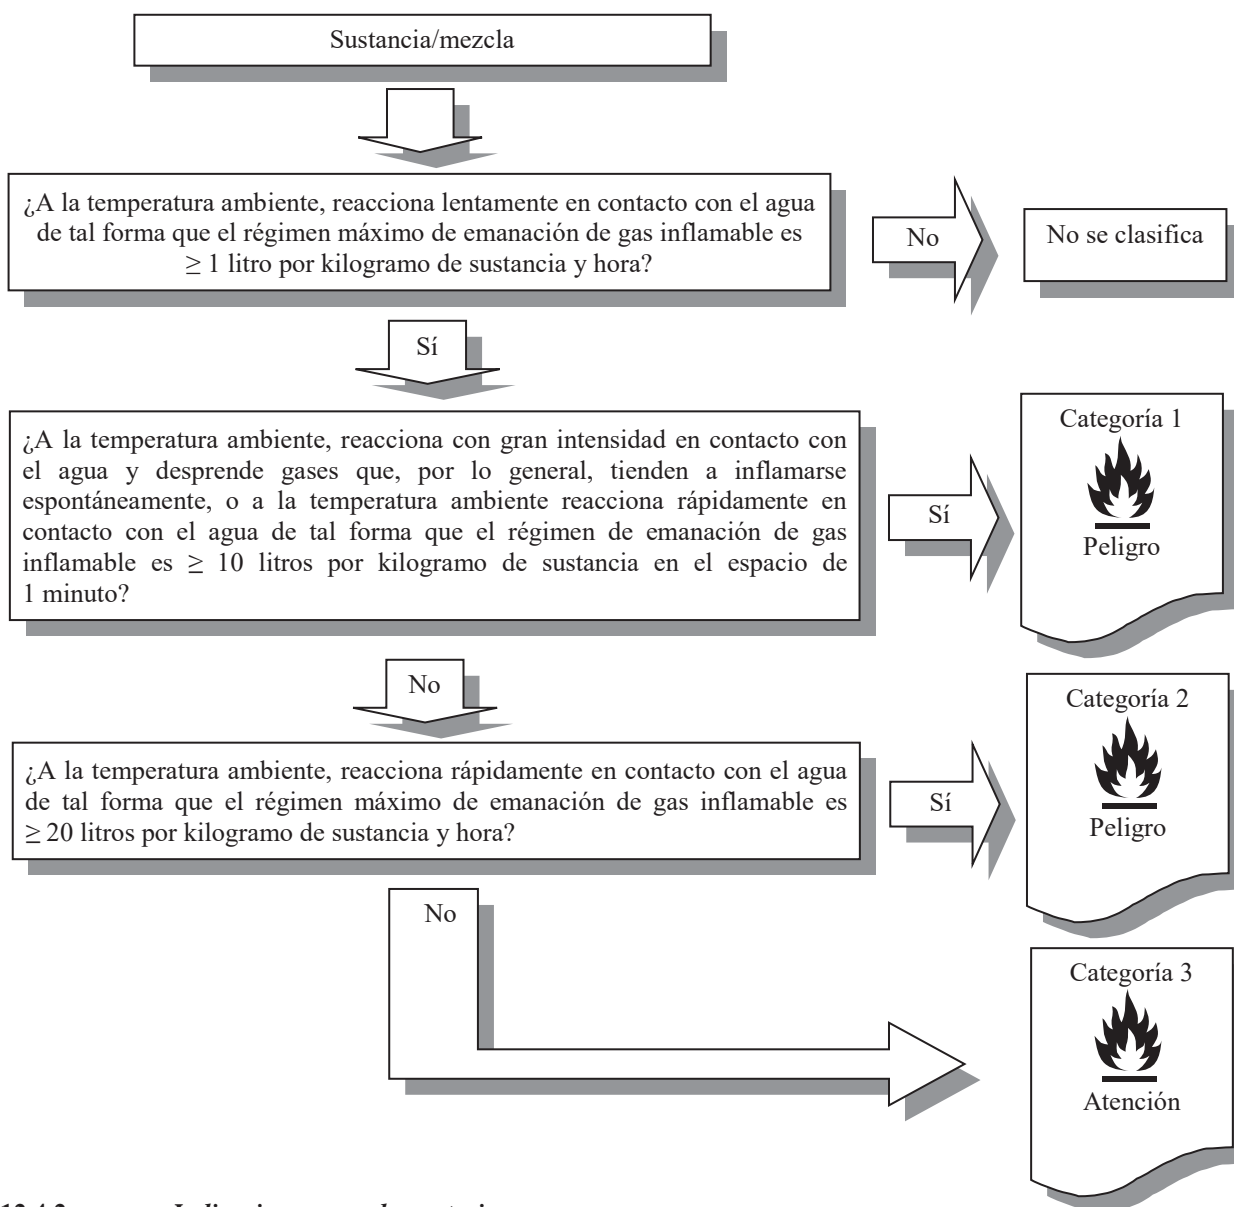 Sustancia/mezcla
¿A la temperatura ambiente, reacciona lentamente en contacto con el agua
de tal forma que el régimen máximo de emanación de gas inflamable es
≥ 1 litro por kilogramo de sustancia y hora?
No
No se clasifica
Sí
¿A la temperatura ambiente, reacciona con gran intensidad en contacto con
el agua y desprende gases que, por lo general, tienden a inflamarse
espontáneamente, o a la temperatura ambiente reacciona rápidamente en
contacto con el agua de tal forma que el régimen de emanación de gas
inflamable es ≥ 10 litros por kilogramo de sustancia en el espacio de
1 minuto?
Sí
Categoría 1
Peligro
No
¿A la temperatura ambiente, reacciona rápidamente en contacto con el agua
de tal forma que el régimen máximo de emanación de gas inflamable es
≥ 20 litros por kilogramo de sustancia y hora?
Sí
Categoría 2
Peligro
No
Categoría 3
Atención